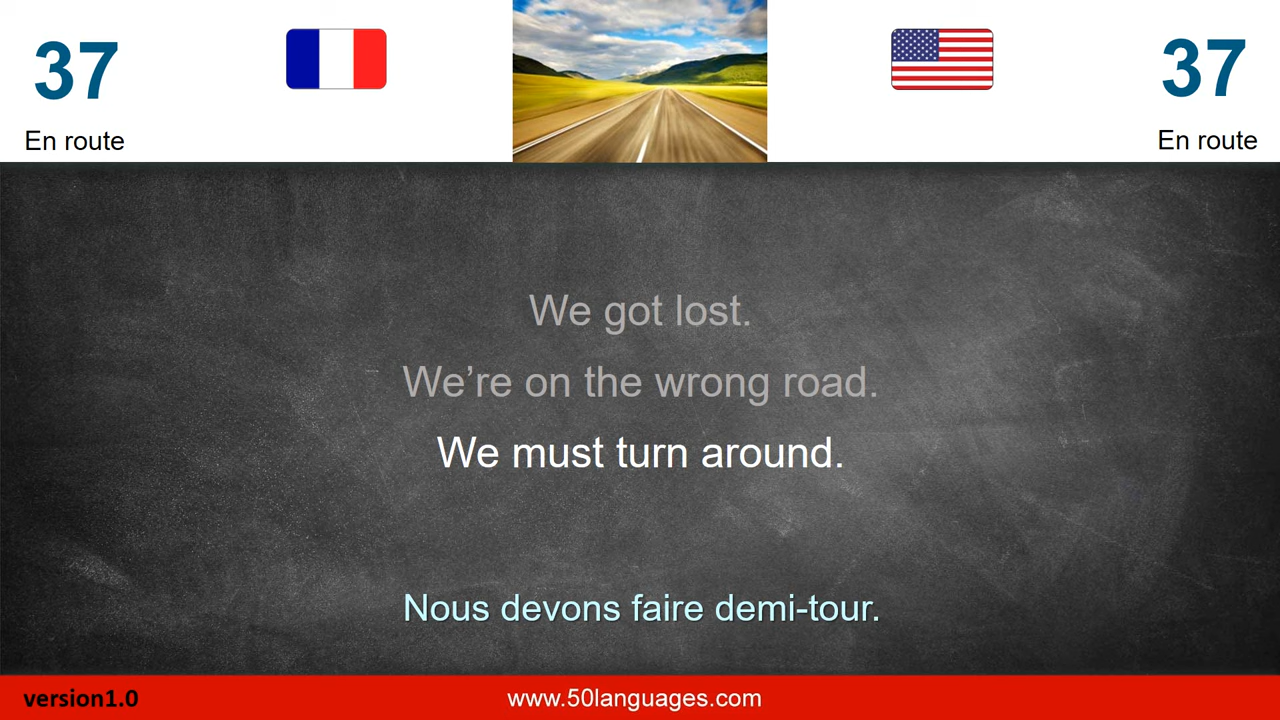 37
37
En route
En route
We got lost.
We’re on the wrong road.
We must turn around.
Nous devons faire demi-tour.
version1.0
www.50languages.com